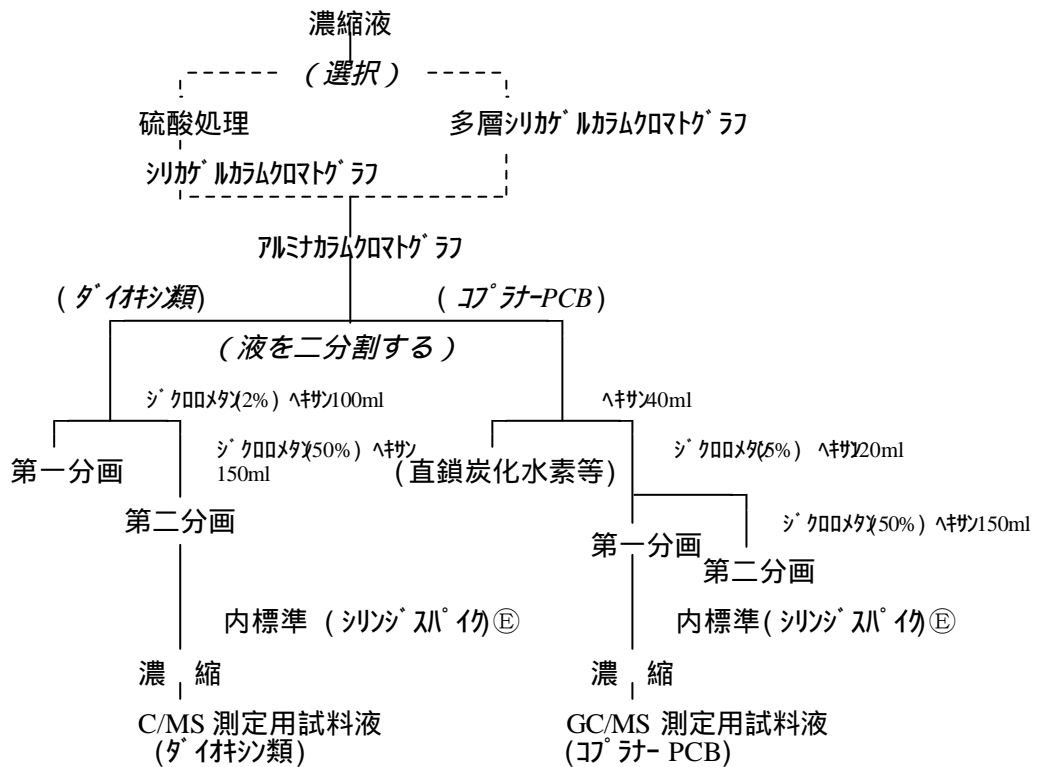 濃縮液
(選択)
硫酸処理 多層シリカゲルカラムクロマトグラフ
シリカゲルカラムクロマトグラフ
アルミナカラムクロマトグラフ
(ダイオキシン類) (コプラナーPCB)
(液を二分割する)
ジクロロメタン(2%) ヘキサン100ml ヘキサン40ml
第一分画
ジクロロメタン(50%) ヘキサン
150ml
(直鎖炭化水素等)
ジクロロメタン(5%) ヘキサン120ml
第二分画
第一分画
ジクロロメタン(50%) ヘキサン150ml
第二分画
内標準 (シリンジスパイク)Ⓔ 内標準(シリンジスパイク)Ⓔ
濃 縮 濃 縮
C/MS 測定用試料液 GC/MS 測定用試料液
(ダイオキシン類) (コプラナー PCB)